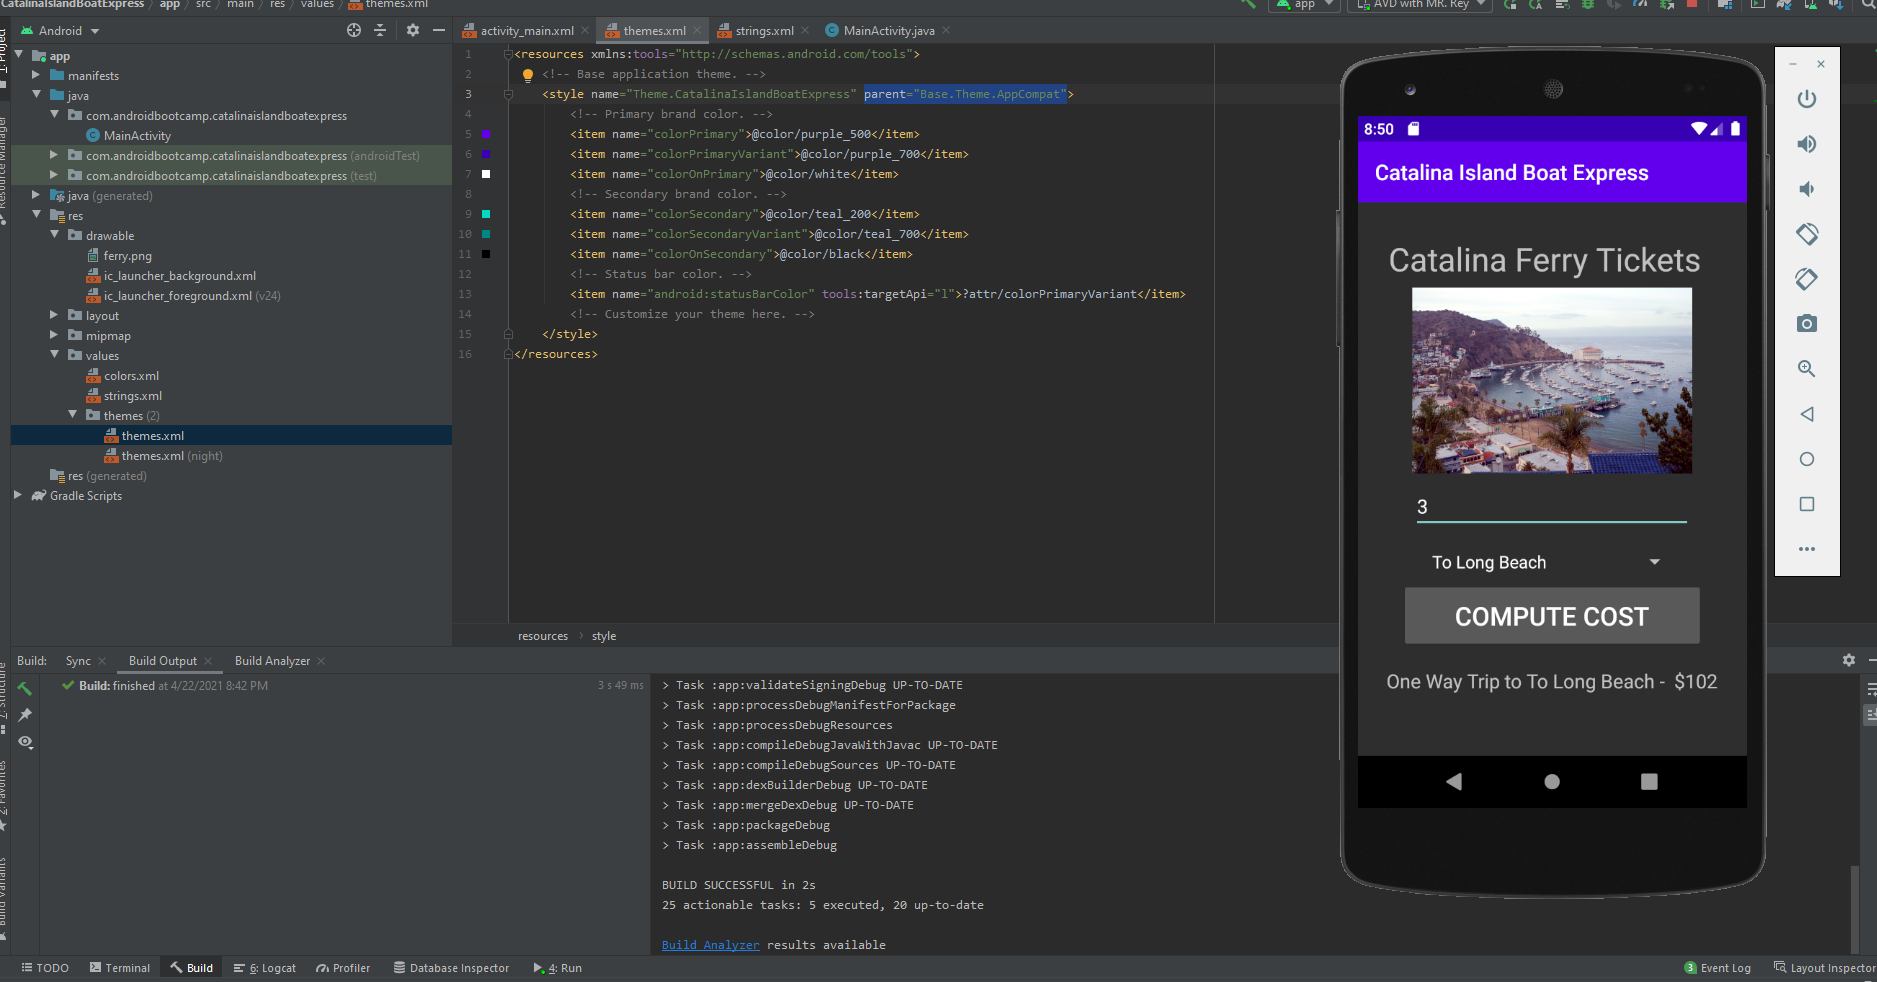 CatalinaIslandBoatExpress app src main res values themes.xml
app AVD with MR. Rey
Android
activity_main.xml themes.xml strings.xml MainActivity.java
1: Project
Resource Manager
app
manifests
java
com.androidbootcamp.catalinaislandboatexpress
MainActivity
com.androidbootcamp.catalinaislandboatexpress (androidTest)
com.androidbootcamp.catalinaislandboatexpress (test)
java (generated)
res
drawable
ferry.png
ic_launcher_background.xml
ic_launcher_foreground.xml (v24)
layout
mipmap
values
colors.xml
strings.xml
themes (2)
themes.xml
themes.xml (night)
res (generated)
Gradle Scripts
1 <resources xmlns:tools="http://schemas.android.com/tools">
2 <!-- Base application theme. -->
3 <style name="Theme.CatalinaIslandBoatExpress" parent="Base.Theme.AppCompat">
4 <!-- Primary brand color. -->
5 <item name="colorPrimary">@color/purple_500</item>
6 <item name="colorPrimaryVariant">@color/purple_700</item>
7 <item name="colorOnPrimary">@color/white</item>
8 <!-- Secondary brand color. -->
9 <item name="colorSecondary">@color/teal_200</item>
10 <item name="colorSecondaryVariant">@color/teal_700</item>
11 <item name="colorOnSecondary">@color/black</item>
12 <!-- Status bar color. -->
13 <item name="android:statusBarColor" tools:targetApi="l">?attr/colorPrimaryVariant</item>
14 <!-- Customize your theme here. -->
15 </style>
16 </resources>
resources style
8:50
Catalina Island Boat Express
Catalina Ferry Tickets
3
To Long Beach
COMPUTE COST
One Way Trip to To Long Beach - $102
Build: Sync Build Output Build Analyzer
Build: finished at 4/22/2021 8:42 PM 3 s 49 ms
> Task :app:validateSigningDebug UP-TO-DATE
> Task :app:processDebugManifestForPackage
> Task :app:processDebugResources
> Task :app:compileDebugJavaWithJavac UP-TO-DATE
> Task :app:compileDebugSources UP-TO-DATE
> Task :app:dexBuilderDebug UP-TO-DATE
> Task :app:mergeDexDebug UP-TO-DATE
> Task :app:packageDebug
> Task :app:assembleDebug
BUILD SUCCESSFUL in 2s
25 actionable tasks: 5 executed, 20 up-to-date
Build Analyzer results available
7: Structure
2: Favorites
Build Variants
TODO Terminal Build 6: Logcat Profiler Database Inspector 4: Run 3 Event Log Layout Inspector